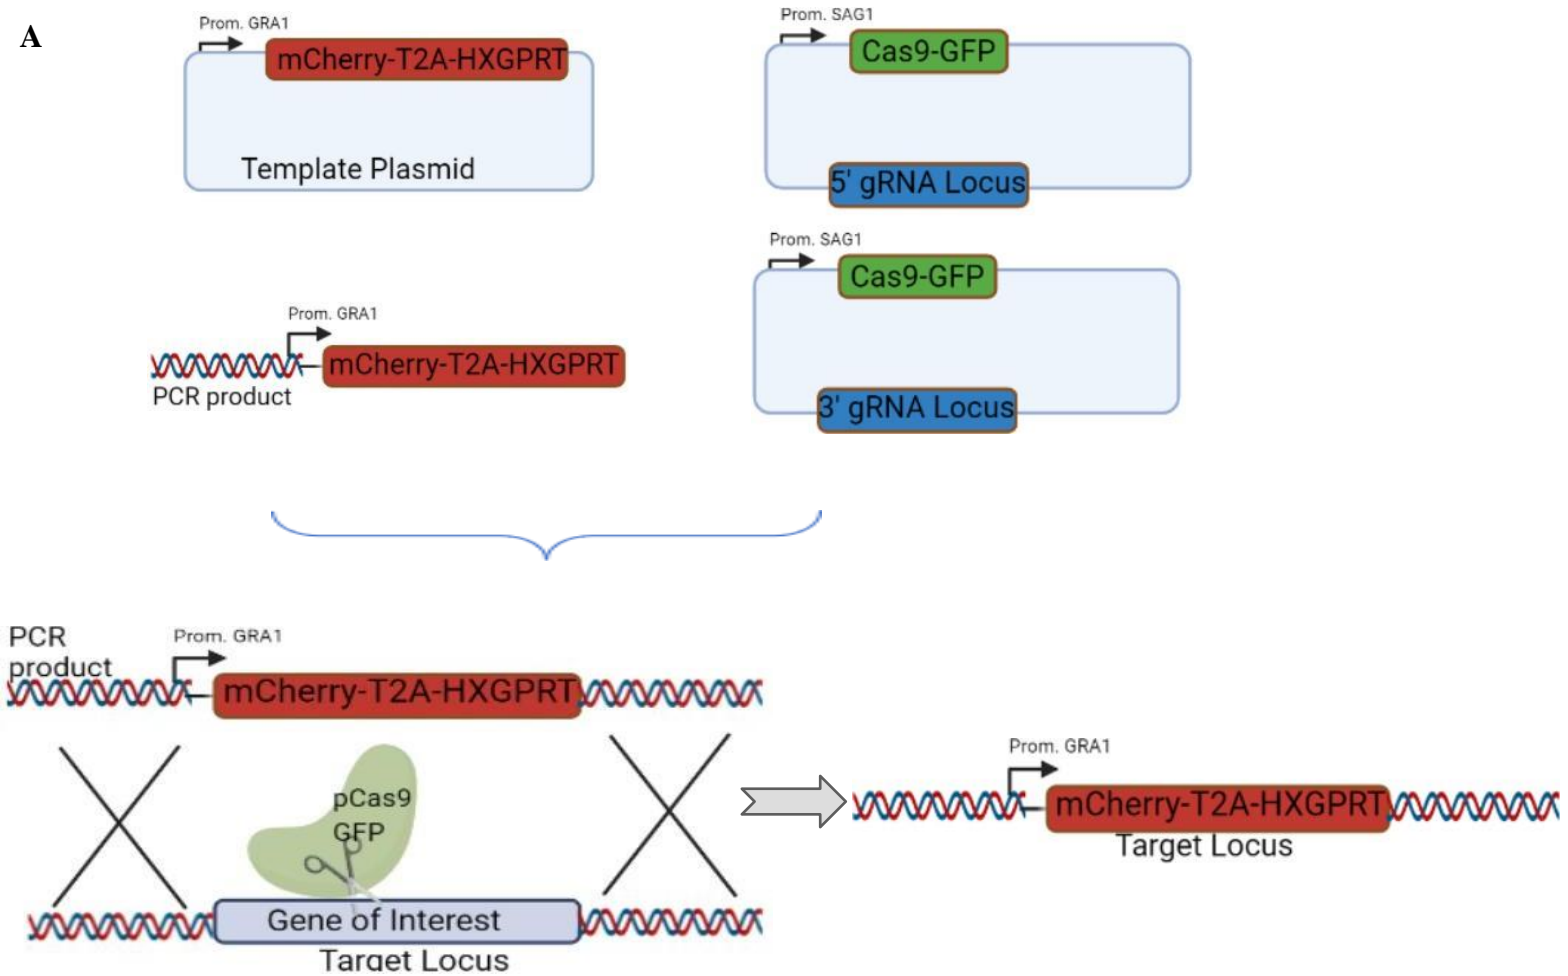 A
Prom. GRA1
mCherry-T2A-HXGPRT
Template Plasmid
Prom. SAG1
Cas9-GFP
5' gRNA Locus
Prom. SAG1
Cas9-GFP
3' gRNA Locus
Prom. GRA1
mCherry-T2A-HXGPRT
PCR product
PCR
product
Prom. GRA1
mCherry-T2A-HXGPRT
pCas9
GFP
Gene of Interest
Target Locus
Prom. GRA1
mCherry-T2A-HXGPRT
Target Locus